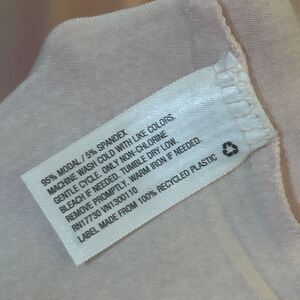 95% MODAL / 5% SPANDEX
MACHINE WASH COLD WITH LIKE COLORS.
GENTLE CYCLE. ONLY NON-CHLORINE
BLEACH IF NEEDED. TUMBLE DRY LOW.
REMOVE PROMPTLY. WARM IRON IF NEEDED.
RN17730 VN1300110
LABEL MADE FROM 100% RECYCLED PLASTIC